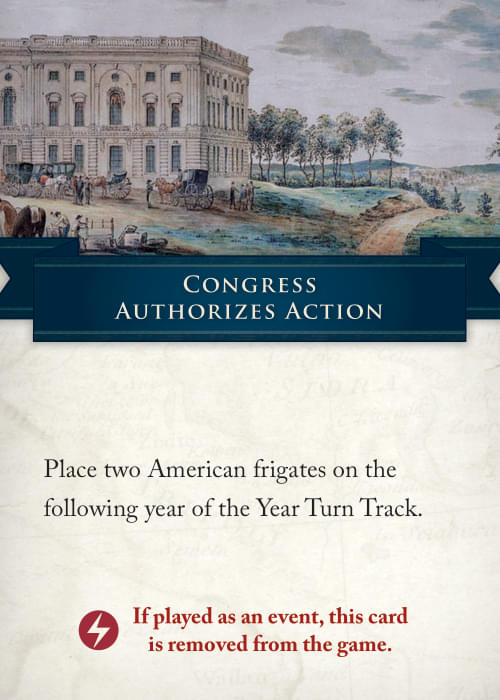 CONGRESS
AUTHORIZES ACTION
Place two American frigates on the
following year of the Year Turn Track.
If played as an event, this card
is removed from the game.